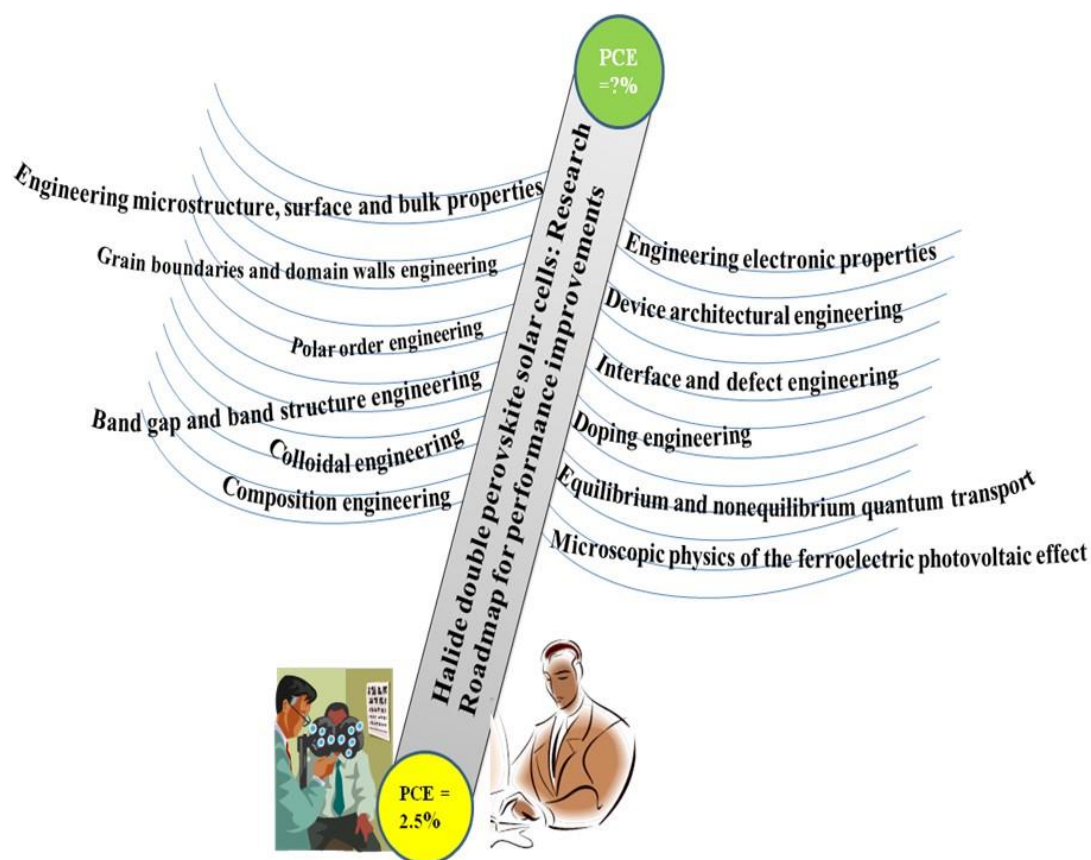 PCE
=?%
Halide double perovskite solar cells: Research
Roadmap for performance improvements
Engineering microstructure, surface and bulk properties
Grain boundaries and domain walls engineering
Polar order engineering
Band gap and band structure engineering
Colloidal engineering
Composition engineering
Engineering electronic properties
Device architectural engineering
Interface and defect engineering
Doping engineering
Equilibrium and nonequilibrium quantum transport
Microscopic physics of the ferroelectric photovoltaic effect
PCE =
2.5%